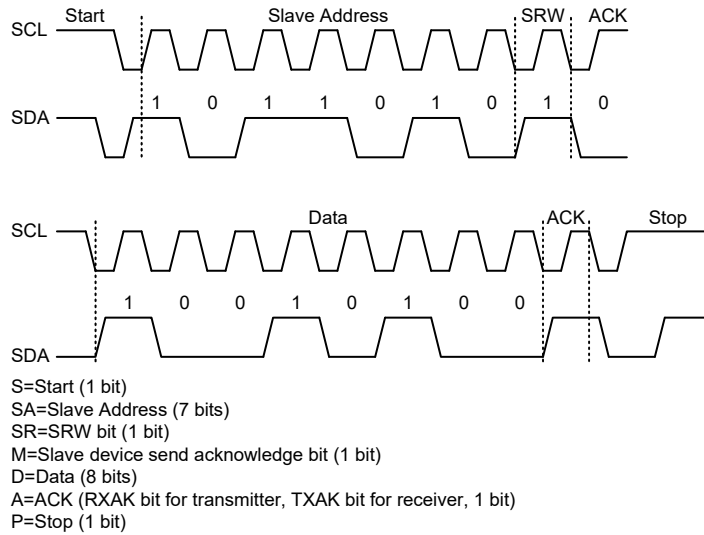 Start Slave Address SRW ACK
SCL
1 0 1 1 0 1 0 1 0
SDA
Data ACK Stop
SCL
1 0 0 1 0 1 0 0
SDA
S=Start (1 bit)
SA=Slave Address (7 bits)
SR=SRW bit (1 bit)
M=Slave device send acknowledge bit (1 bit)
D=Data (8 bits)
A=ACK (RXAK bit for transmitter, TXAK bit for receiver, 1 bit)
P=Stop (1 bit)